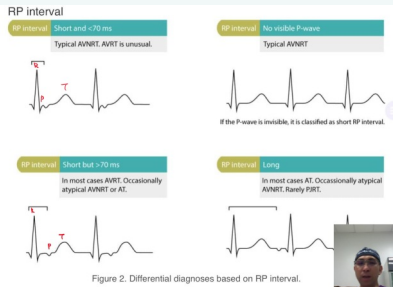 RP interval
RP interval Short and <70 ms
Typical AVNRT. AVRT is unusual.
R
P
T
RP interval No visible P-wave
Typical AVNRT
If the P-wave is invisible, it is classified as short RP interval.
RP interval Short but >70 ms
In most cases AVRT. Occasionally
atypical AVNRT or AT.
R
P
T
RP interval Long
In most cases AT. Occassionally atypical
AVNRT. Rarely PJRT.
Figure 2. Differential diagnoses based on RP interval.